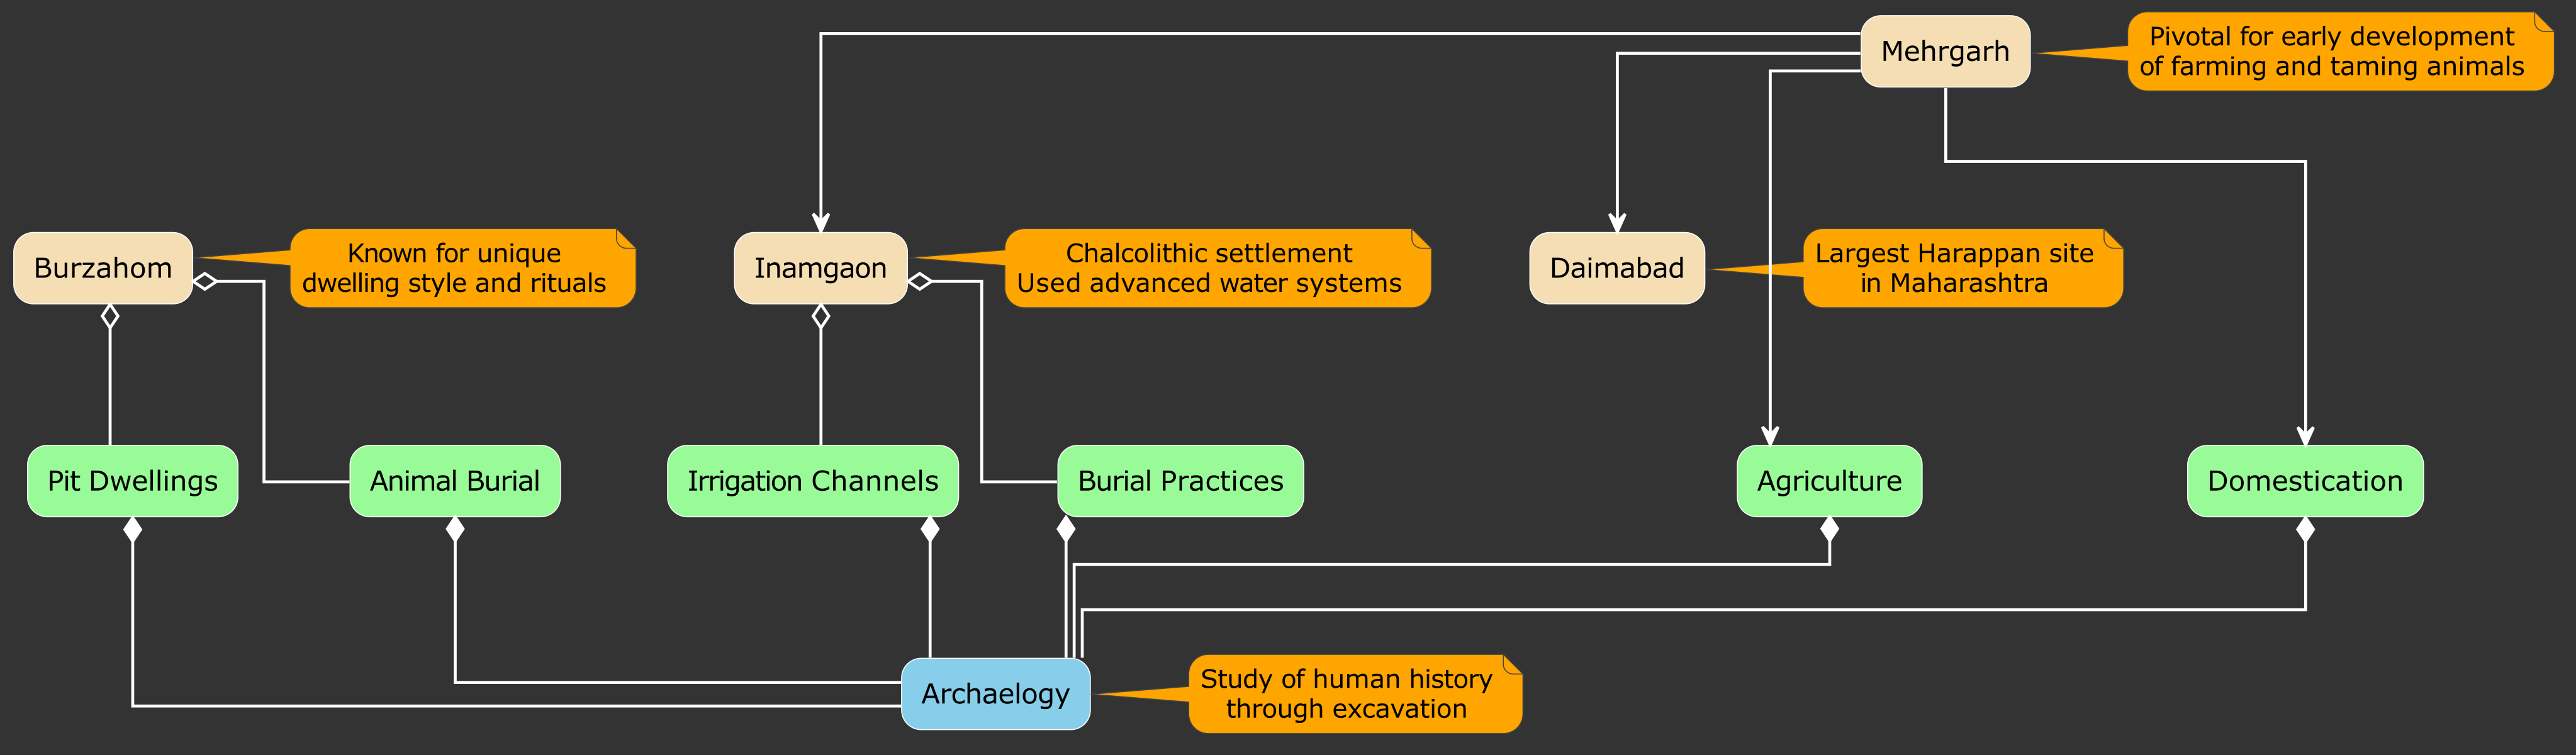 Mehrgarh
Pivotal for early development
of farming and taming animals
Burzahom
Known for unique
dwelling style and rituals
Inamgaon
Chalcolithic settlement
Used advanced water systems
Daimabad
Largest Harappan site
in Maharashtra
Pit Dwellings
Animal Burial
Irrigation Channels
Burial Practices
Agriculture
Domestication
Archaelogy
Study of human history
through excavation